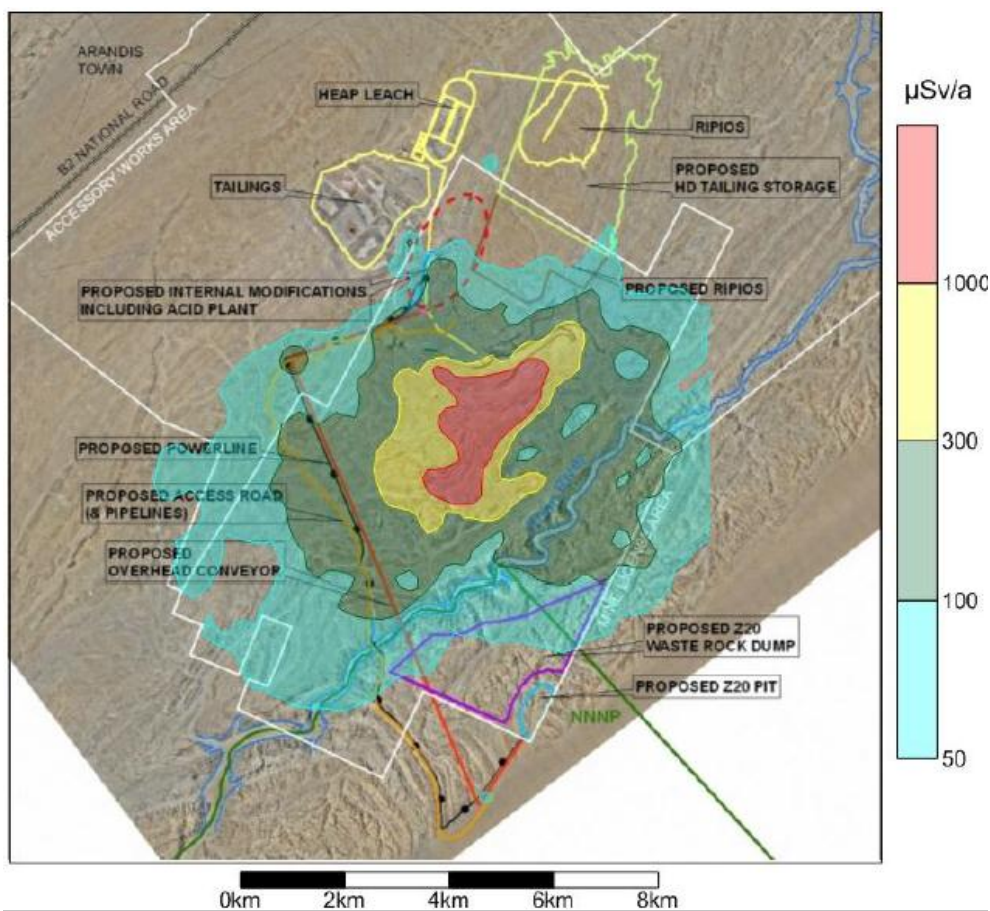 ARANDIS
TOWN
B2 NATIONAL ROAD
ACCESSORY WORKS AREA
HEAP LEACH
RIPIOS
TAILINGS
PROPOSED
HD TAILING STORAGE
PROPOSED INTERNAL MODIFICATIONS
INCLUDING ACID PLANT
PROPOSED RIPIOS
PROPOSED POWERLINE
PROPOSED ACCESS ROAD
(& PIPELINES)
PROPOSED
OVERHEAD CONVEYOR
AREA
PROPOSED Z20
WASTE ROCK DUMP
PROPOSED Z20 PIT
NNNP
µSv/a
1000
300
100
50
0km 2km 4km 6km 8km